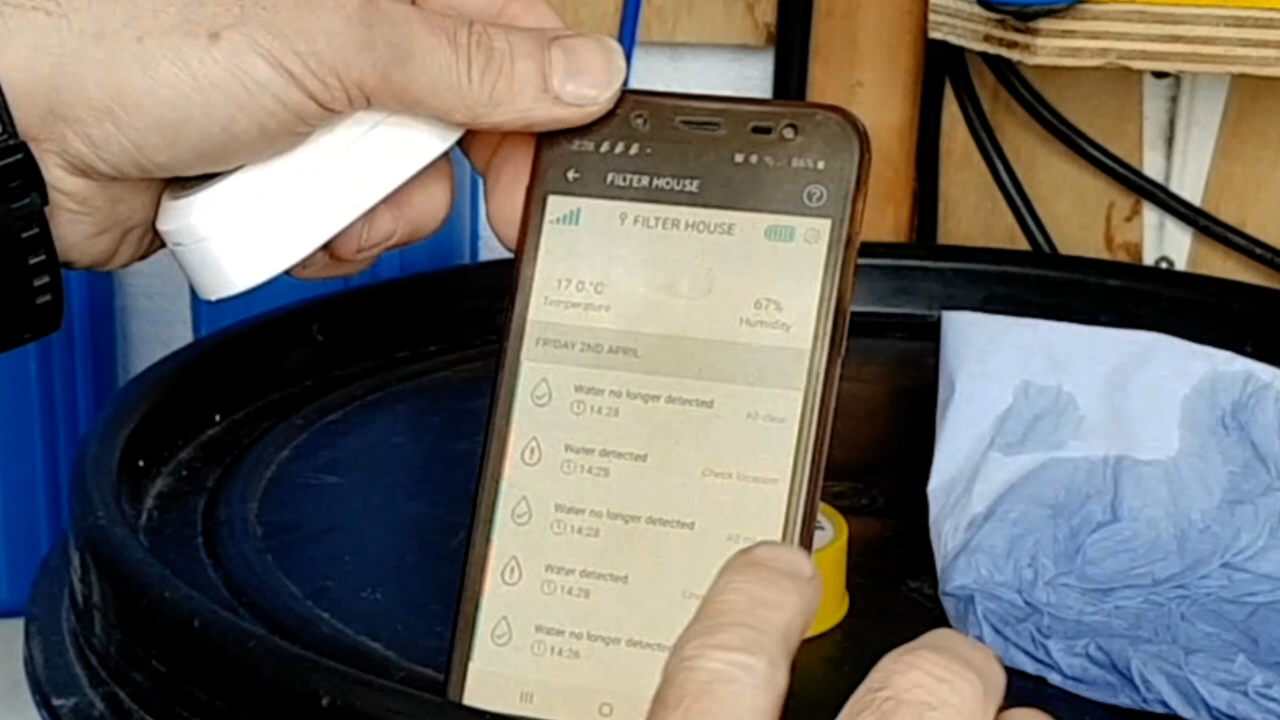 FILTER HOUSE
FILTER HOUSE
17.0°C
Temperature
67%
Humidity
FRIDAY 2ND APRIL
Water no longer detected
14:28
All clear
Water detected
14:28
Check location
Water no longer detected
14:28
All
Water detected
14:28
Water no longer detected
14:26